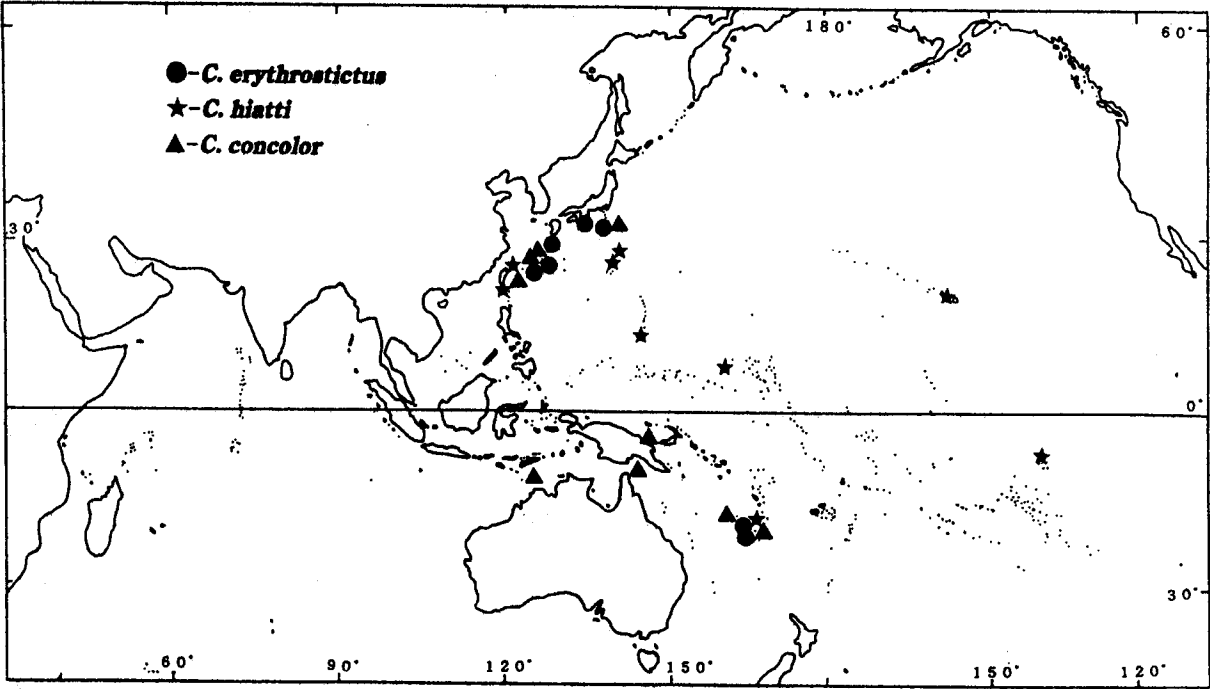 180° 60°
●-C. erythrostictus
★-C. hiatti
▲-C. concolor
30°
0°
30°
60° 90° 120° 150° 150° 120°